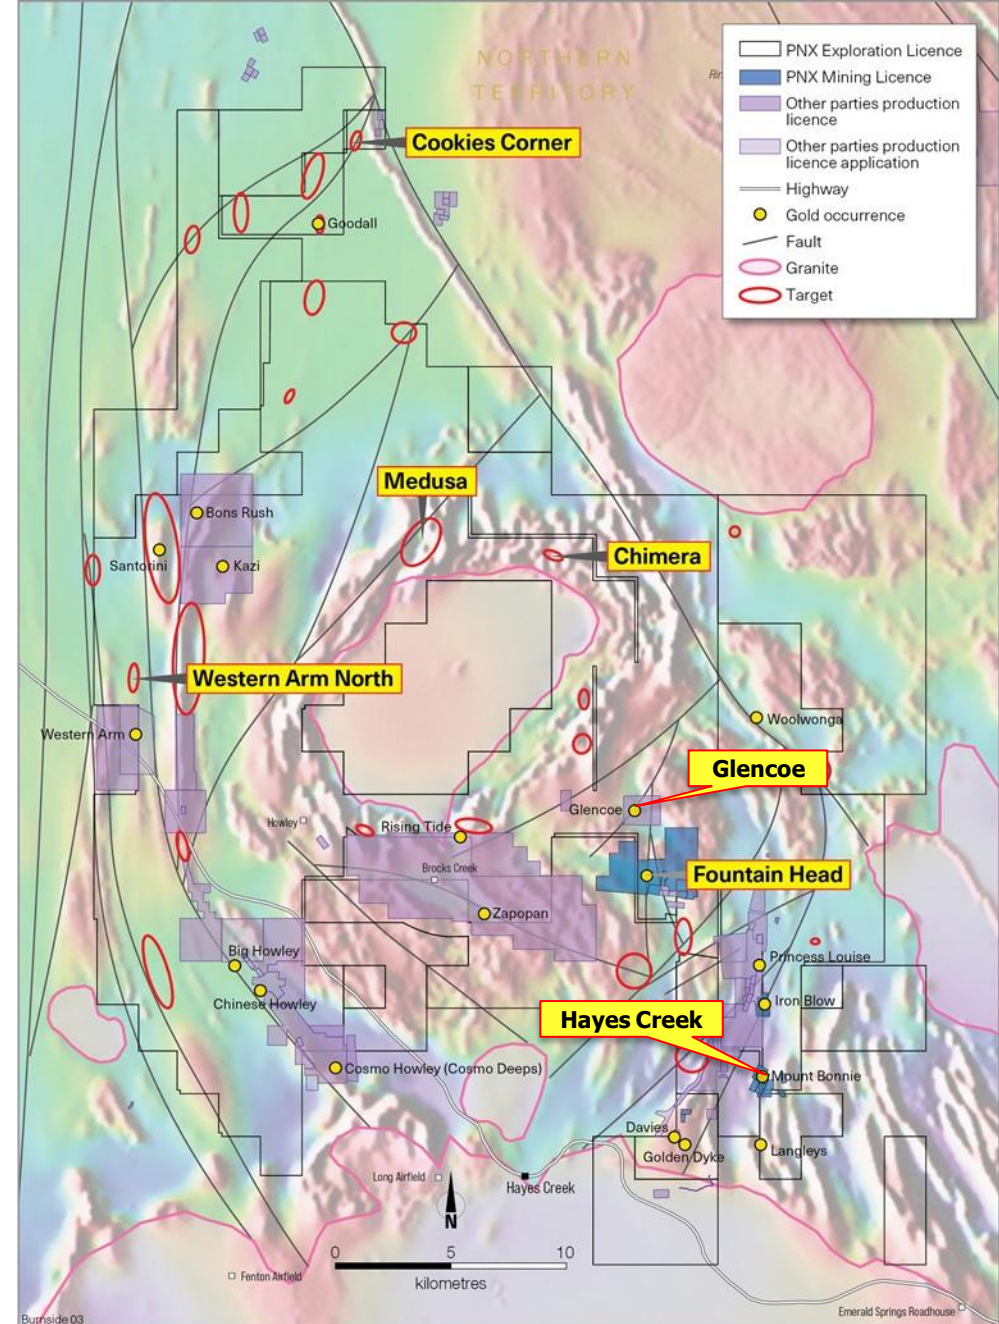 NORTHERN
TERRITORY
PNX Exploration Licence
PNX Mining Licence
Other parties production
licence
Other parties production
licence application
Highway
Gold occurrence
Fault
Granite
Target
Cookies Corner
Goodall
Medusa
Bons Rush
Chimera
Santorini
Kazi
Western Arm North
Woolwonga
Western Arm
Glencoe
Glencoe
Howley
Rising Tide
Brocks Creek
Fountain Head
Zapopan
Big Howley
Princess Louise
Chinese Howley
Iron Blow
Hayes Creek
Cosmo Howley (Cosmo Deeps)
Mount Bonnie
Davies
Golden Dyke
Langleys
Long Airfield
Hayes Creek
N
0 5 10
kilometres
Fenton Airfield
Emerald Springs Roadhouse
Burnside 03